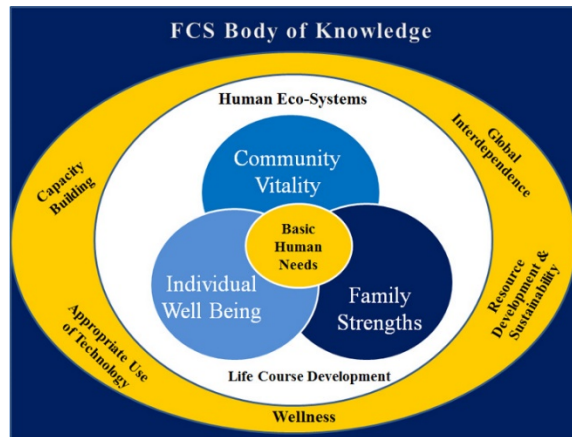 FCS Body of Knowledge
Human Eco-Systems
Global
Interdependence
Community
Vitality
Capacity
Building
Basic
Human
Needs
Individual
Well Being
Family
Strengths
Resource
Development &
Sustainability
Appropriate Use
of Technology
Life Course Development
Wellness